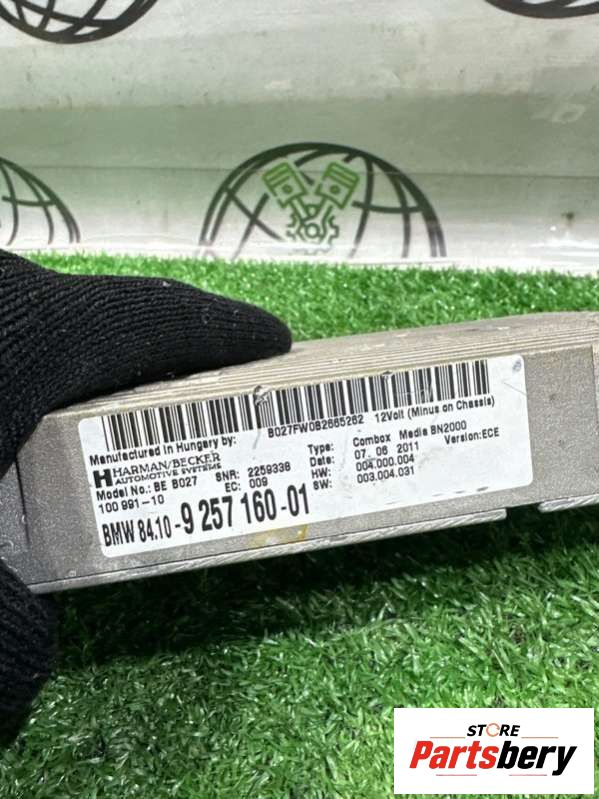 B027FW082665262 12Volt (Minus on Chassis)
Manufactured in Hungary by:
HARMAN/BECKER
AUTOMOTIVE SYSTEMS
Model No.: BE B027
100 991-10
SNR: 2259338
EC: 009
Type: Combox Media BN2000
Date: 07. 06 2011 Version:ECE
HW: 004.000.004
SW: 003.004.031
BMW 84.10-9 257 160-01
STORE
Partsbery